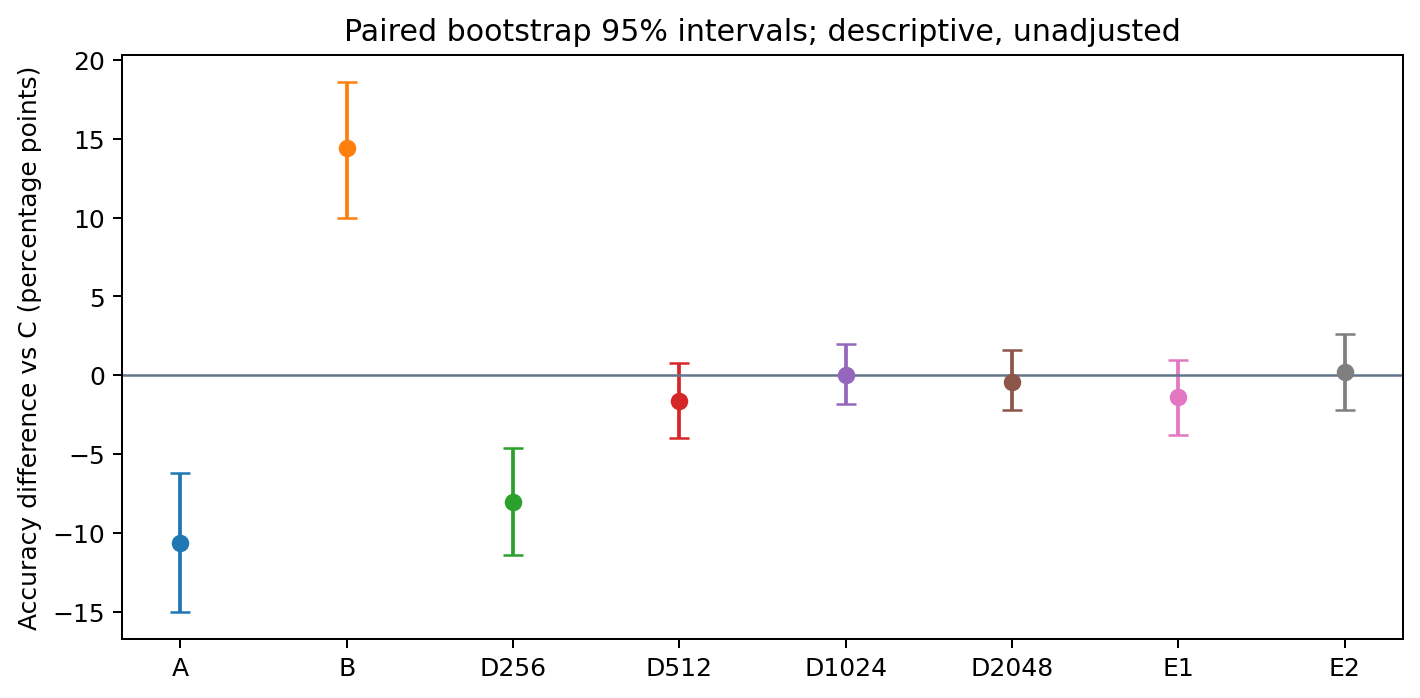 Paired bootstrap 95% intervals; descriptive, unadjusted
Accuracy difference vs C (percentage points)
20
15
10
5
0
−5
−10
−15
A B D256 D512 D1024 D2048 E1 E2